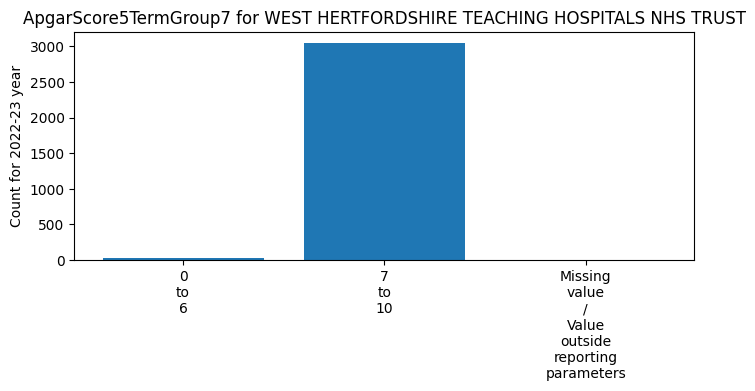 ApgarScore5TermGroup7 for WEST HERTFORDSHIRE TEACHING HOSPITALS NHS TRUST
Count for 2022-23 year
3000
2500
2000
1500
1000
500
0
0
to
6
7
to
10
Missing
value
/
Value
outside
reporting
parameters